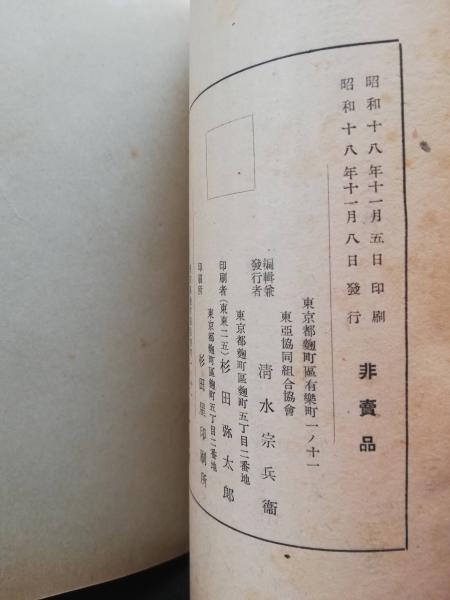 昭和十八年十一月五日印刷
昭和十八年十一月八日發行
非賣品
東京都麴町區有樂町一ノ十一
東亞協同組合協會
編輯兼
發行者
清水宗兵衞
東京都麴町區麴町五丁目二番地
印刷者(東東二五)杉田弥太郎
東京都麴町區麴町五丁目二番地
印刷所 杉田屋印刷所